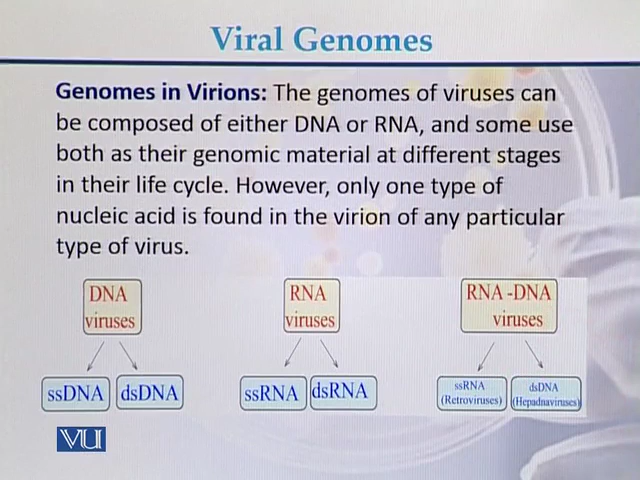 Viral Genomes
Genomes in Virions: The genomes of viruses can
be composed of either DNA or RNA, and some use
both as their genomic material at different stages
in their life cycle. However, only one type of
nucleic acid is found in the virion of any particular
type of virus.
DNA
viruses
RNA
viruses
RNA -DNA
viruses
ssDNA
dsDNA
ssRNA
dsRNA
ssRNA
(Retroviruses)
dsDNA
(Hepadnaviruses)
VU